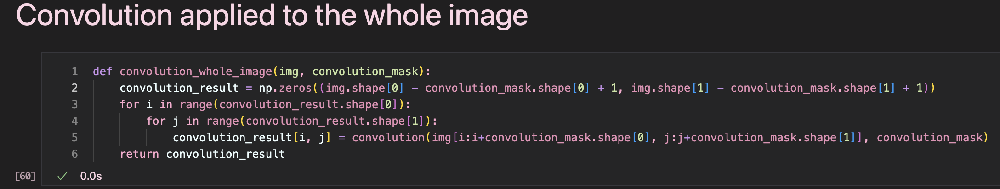 Convolution applied to the whole image
1 def convolution_whole_image(img, convolution_mask):
2     convolution_result = np.zeros((img.shape[0] - convolution_mask.shape[0] + 1, img.shape[1] - convolution_mask.shape[1] + 1))
3     for i in range(convolution_result.shape[0]):
4         for j in range(convolution_result.shape[1]):
5             convolution_result[i, j] = convolution(img[i:i+convolution_mask.shape[0], j:j+convolution_mask.shape[1]], convolution_mask)
6     return convolution_result
[60] ✓ 0.0s